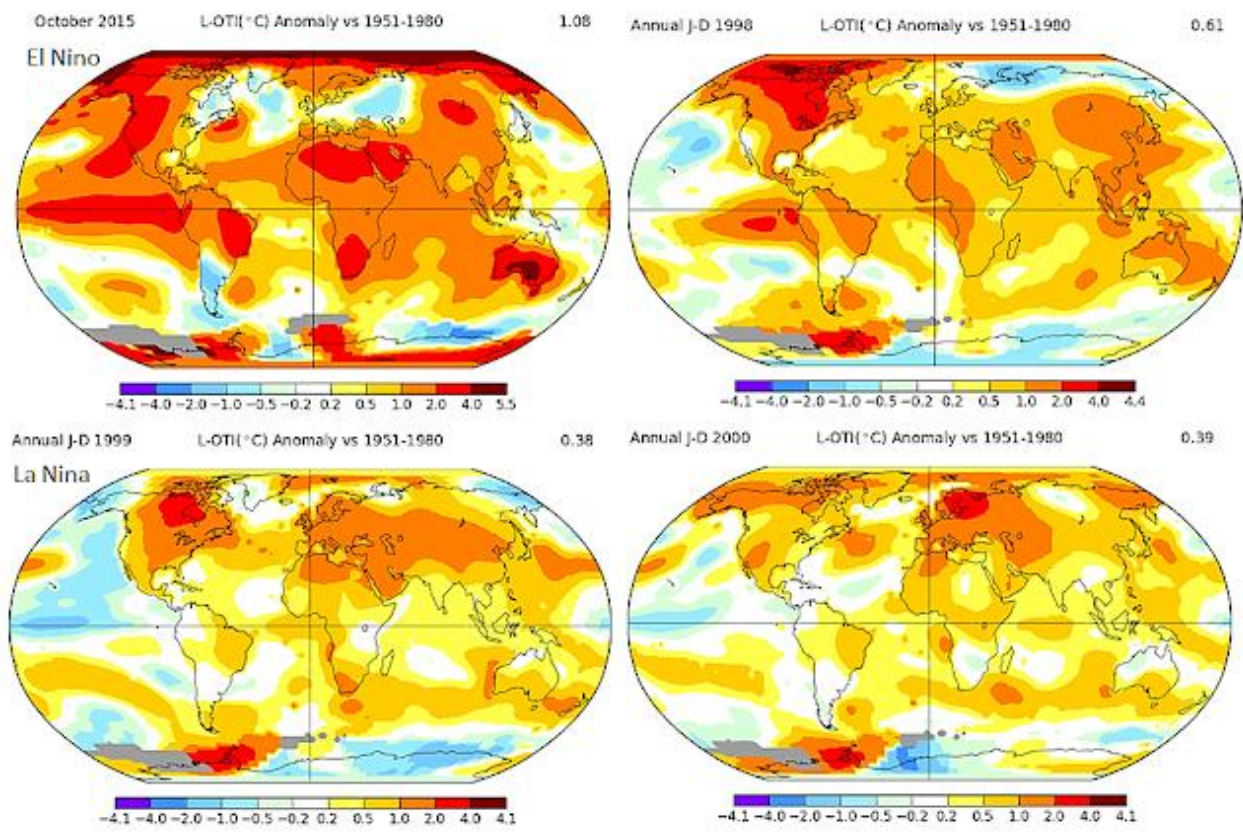 October 2015 L-OTI(°C) Anomaly vs 1951-1980 1.08
El Nino
−4.1 −4.0 −2.0 −1.0 −0.5 −0.2 0.2 0.5 1.0 2.0 4.0 5.5
Annual J-D 1998 L-OTI(°C) Anomaly vs 1951-1980 0.61
−4.1 −4.0 −2.0 −1.0 −0.5 −0.2 0.2 0.5 1.0 2.0 4.0 4.4
Annual J-D 1999 L-OTI(°C) Anomaly vs 1951-1980 0.38
La Nina
−4.1 −4.0 −2.0 −1.0 −0.5 −0.2 0.2 0.5 1.0 2.0 4.0 4.1
Annual J-D 2000 L-OTI(°C) Anomaly vs 1951-1980 0.39
−4.1 −4.0 −2.0 −1.0 −0.5 −0.2 0.2 0.5 1.0 2.0 4.0 4.1